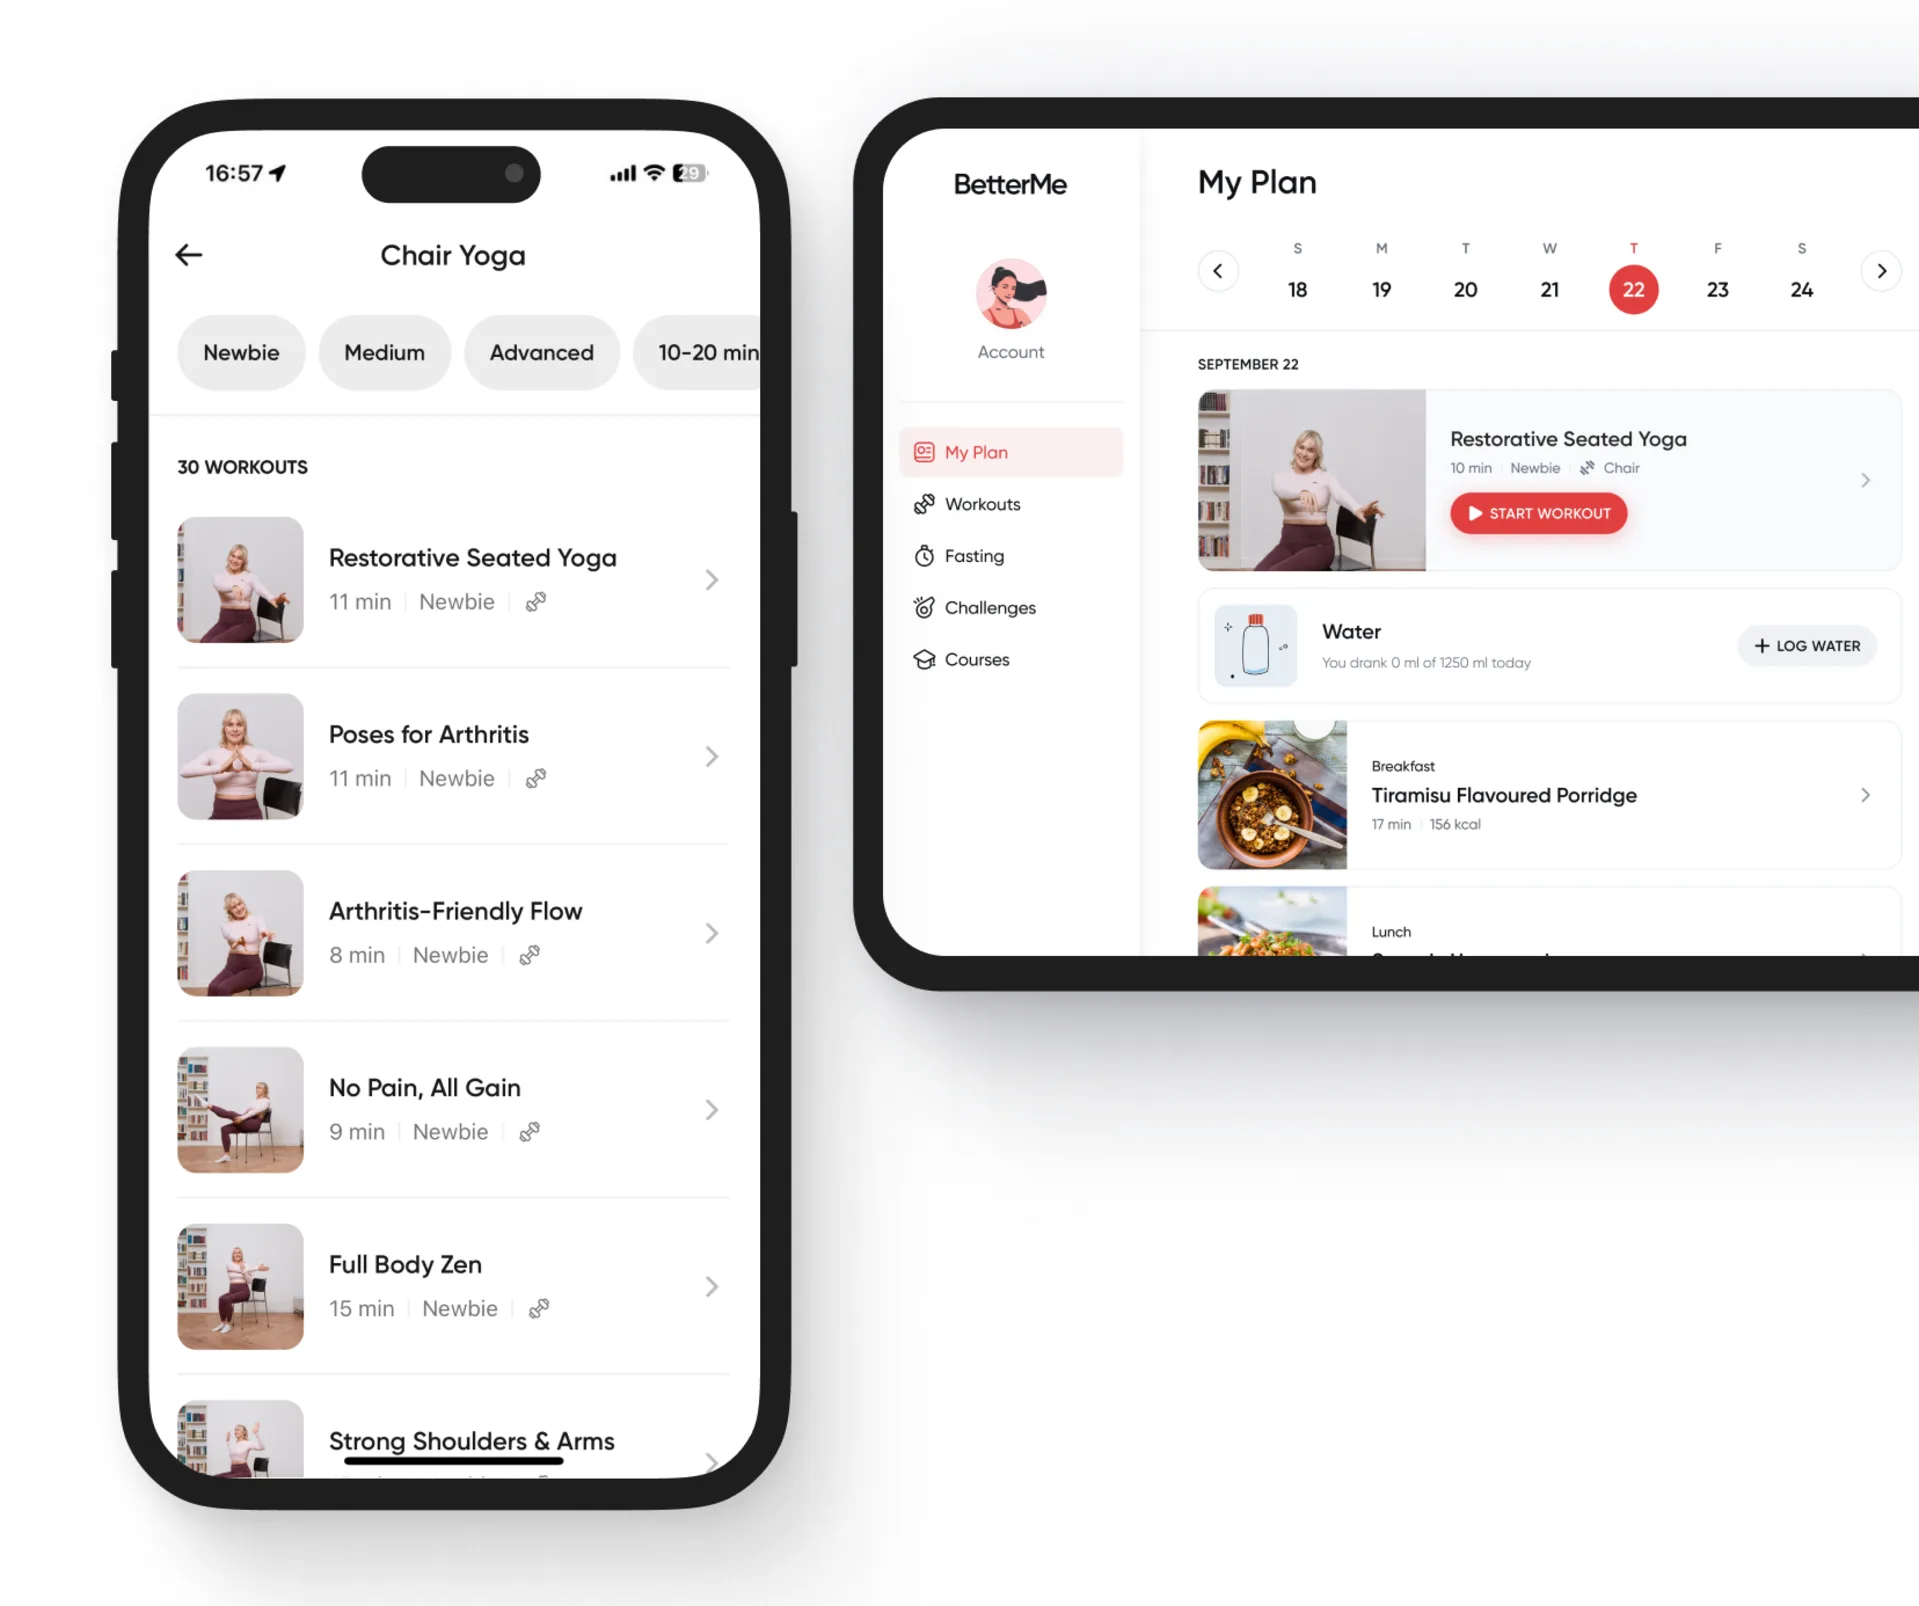 16:57
29
Chair Yoga
Newbie Medium Advanced 10-20 min
30 WORKOUTS
Restorative Seated Yoga
11 min Newbie
Poses for Arthritis
11 min Newbie
Arthritis-Friendly Flow
8 min Newbie
No Pain, All Gain
9 min Newbie
Full Body Zen
15 min Newbie
Strong Shoulders & Arms
BetterMe
Account
My Plan
Workouts
Fasting
Challenges
Courses
My Plan
S M T W T F S
18 19 20 21 22 23 24
SEPTEMBER 22
Restorative Seated Yoga
10 min Newbie Chair
START WORKOUT
Water
You drank 0 ml of 1250 ml today
+ LOG WATER
Breakfast
Tiramisu Flavoured Porridge
17 min 156 kcal
Lunch